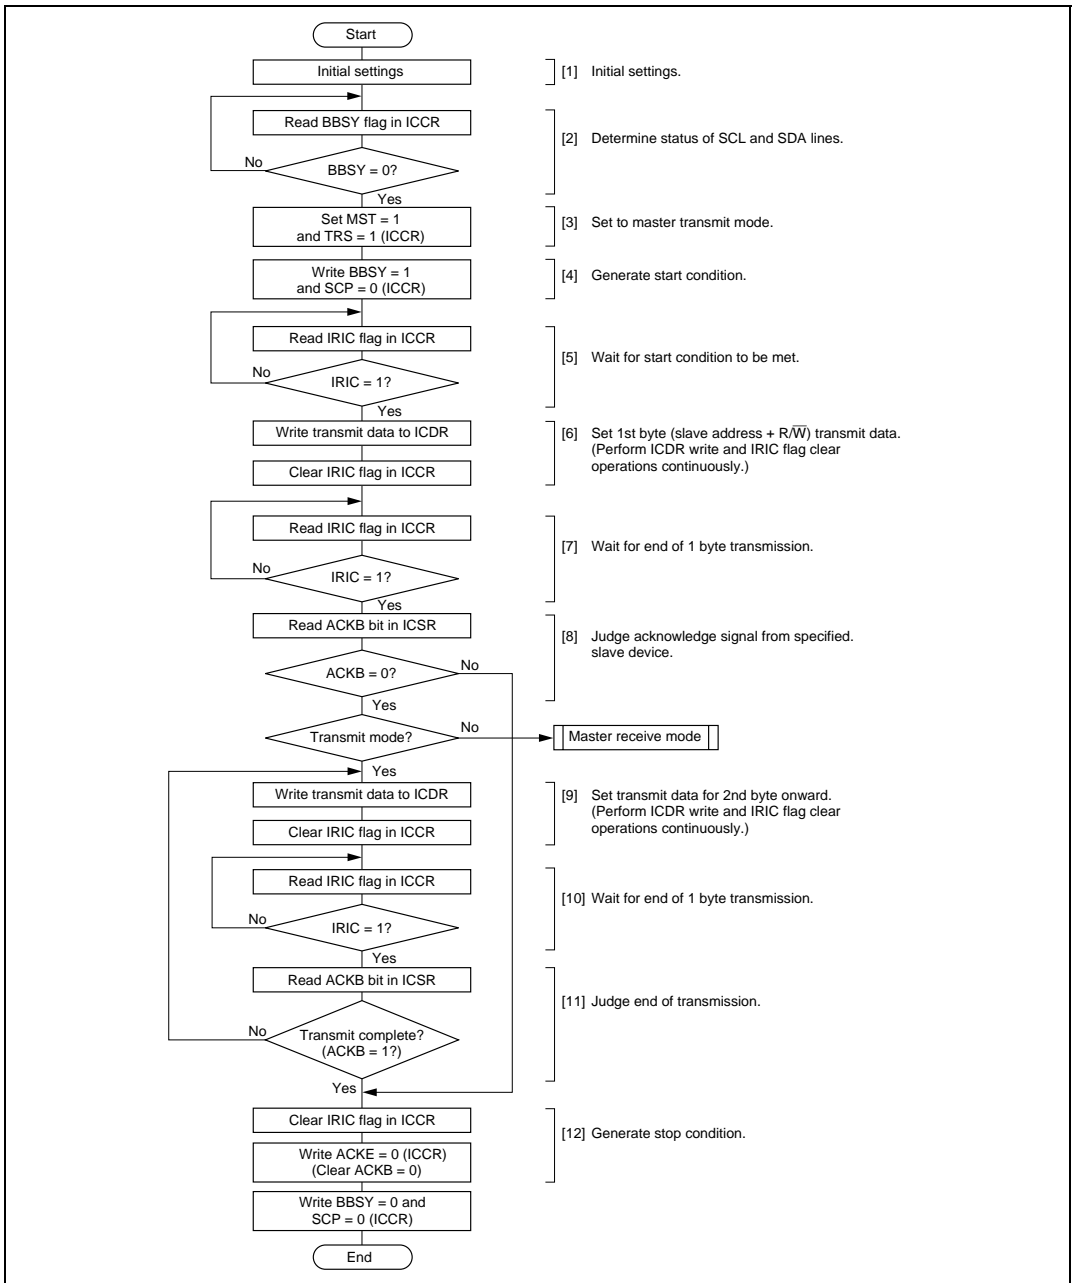 Start
Initial settings
[1] Initial settings.
Read BBSY flag in ICCR
[2] Determine status of SCL and SDA lines.
No
BBSY = 0?
Yes
Set MST = 1
and TRS = 1 (ICCR)
[3] Set to master transmit mode.
Write BBSY = 1
and SCP = 0 (ICCR)
[4] Generate start condition.
Read IRIC flag in ICCR
[5] Wait for start condition to be met.
No
IRIC = 1?
Yes
Write transmit data to ICDR
[6] Set 1st byte (slave address + R/W̅) transmit data.
(Perform ICDR write and IRIC flag clear
operations continuously.)
Clear IRIC flag in ICCR
Read IRIC flag in ICCR
[7] Wait for end of 1 byte transmission.
No
IRIC = 1?
Yes
Read ACKB bit in ICSR
[8] Judge acknowledge signal from specified.
slave device.
ACKB = 0?
No
Yes
Transmit mode?
No
Master receive mode
Yes
Write transmit data to ICDR
[9] Set transmit data for 2nd byte onward.
(Perform ICDR write and IRIC flag clear
operations continuously.)
Clear IRIC flag in ICCR
Read IRIC flag in ICCR
[10] Wait for end of 1 byte transmission.
No
IRIC = 1?
Yes
Read ACKB bit in ICSR
[11] Judge end of transmission.
No
Transmit complete?
(ACKB = 1?)
Yes
Clear IRIC flag in ICCR
[12] Generate stop condition.
Write ACKE = 0 (ICCR)
(Clear ACKB = 0)
Write BBSY = 0 and
SCP = 0 (ICCR)
End